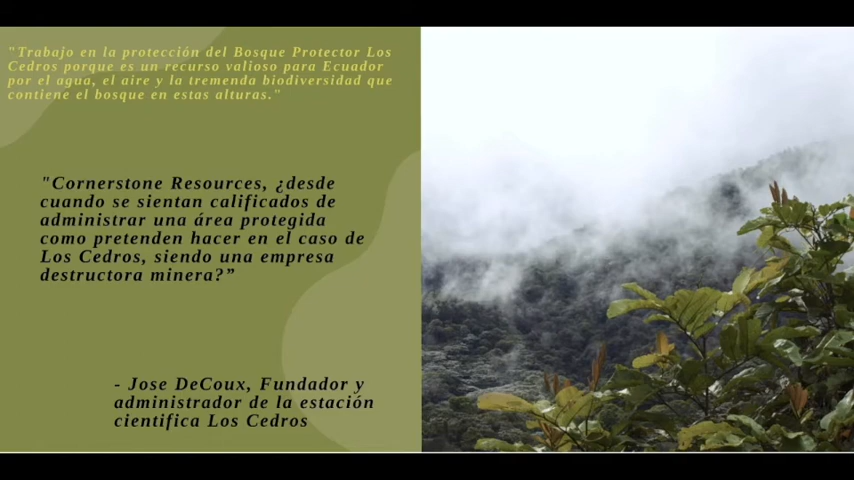 "Trabajo en la protección del Bosque Protector Los
Cedros porque es un recurso valioso para Ecuador
por el agua, el aire y la tremenda biodiversidad que
contiene el bosque en estas alturas."
"Cornerstone Resources, ¿desde
cuando se sientan calificados de
administrar una área protegida
como pretenden hacer en el caso de
Los Cedros, siendo una empresa
destructora minera?”
- Jose DeCoux, Fundador y
administrador de la estación
cientifica Los Cedros